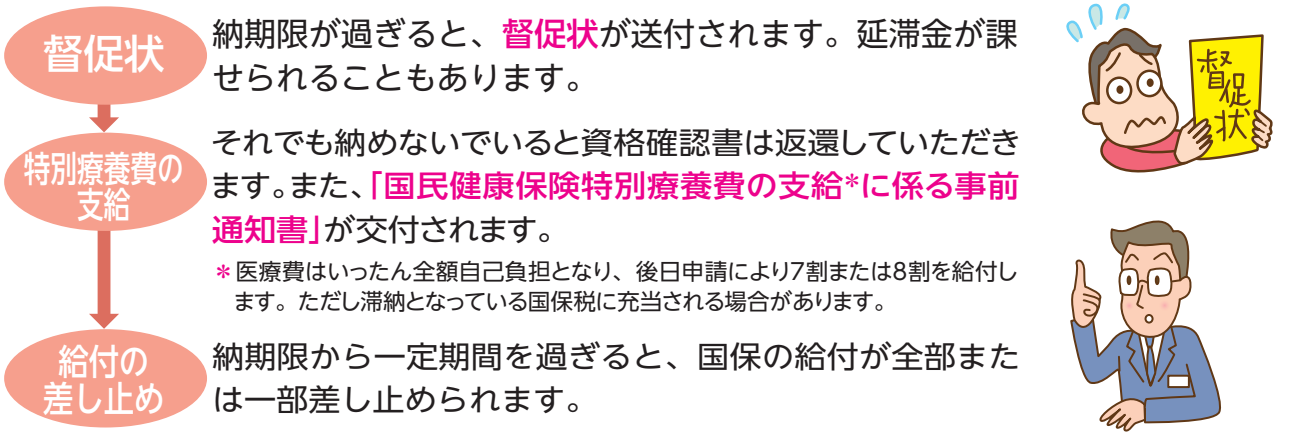 督促状
納期限が過ぎると、督促状が送付されます。延滞金が課
せられることもあります。
督促状
特別療養費の
支給
それでも納めないでいると資格確認書は返還していただき
ます。また、「国民健康保険特別療養費の支給*に係る事前
通知書」が交付されます。
*医療費はいったん全額自己負担となり、後日申請により7割または8割を給付し
ます。ただし滞納となっている国保税に充当される場合があります。
給付の
差し止め
納期限から一定期間を過ぎると、国保の給付が全部また
は一部差し止められます。